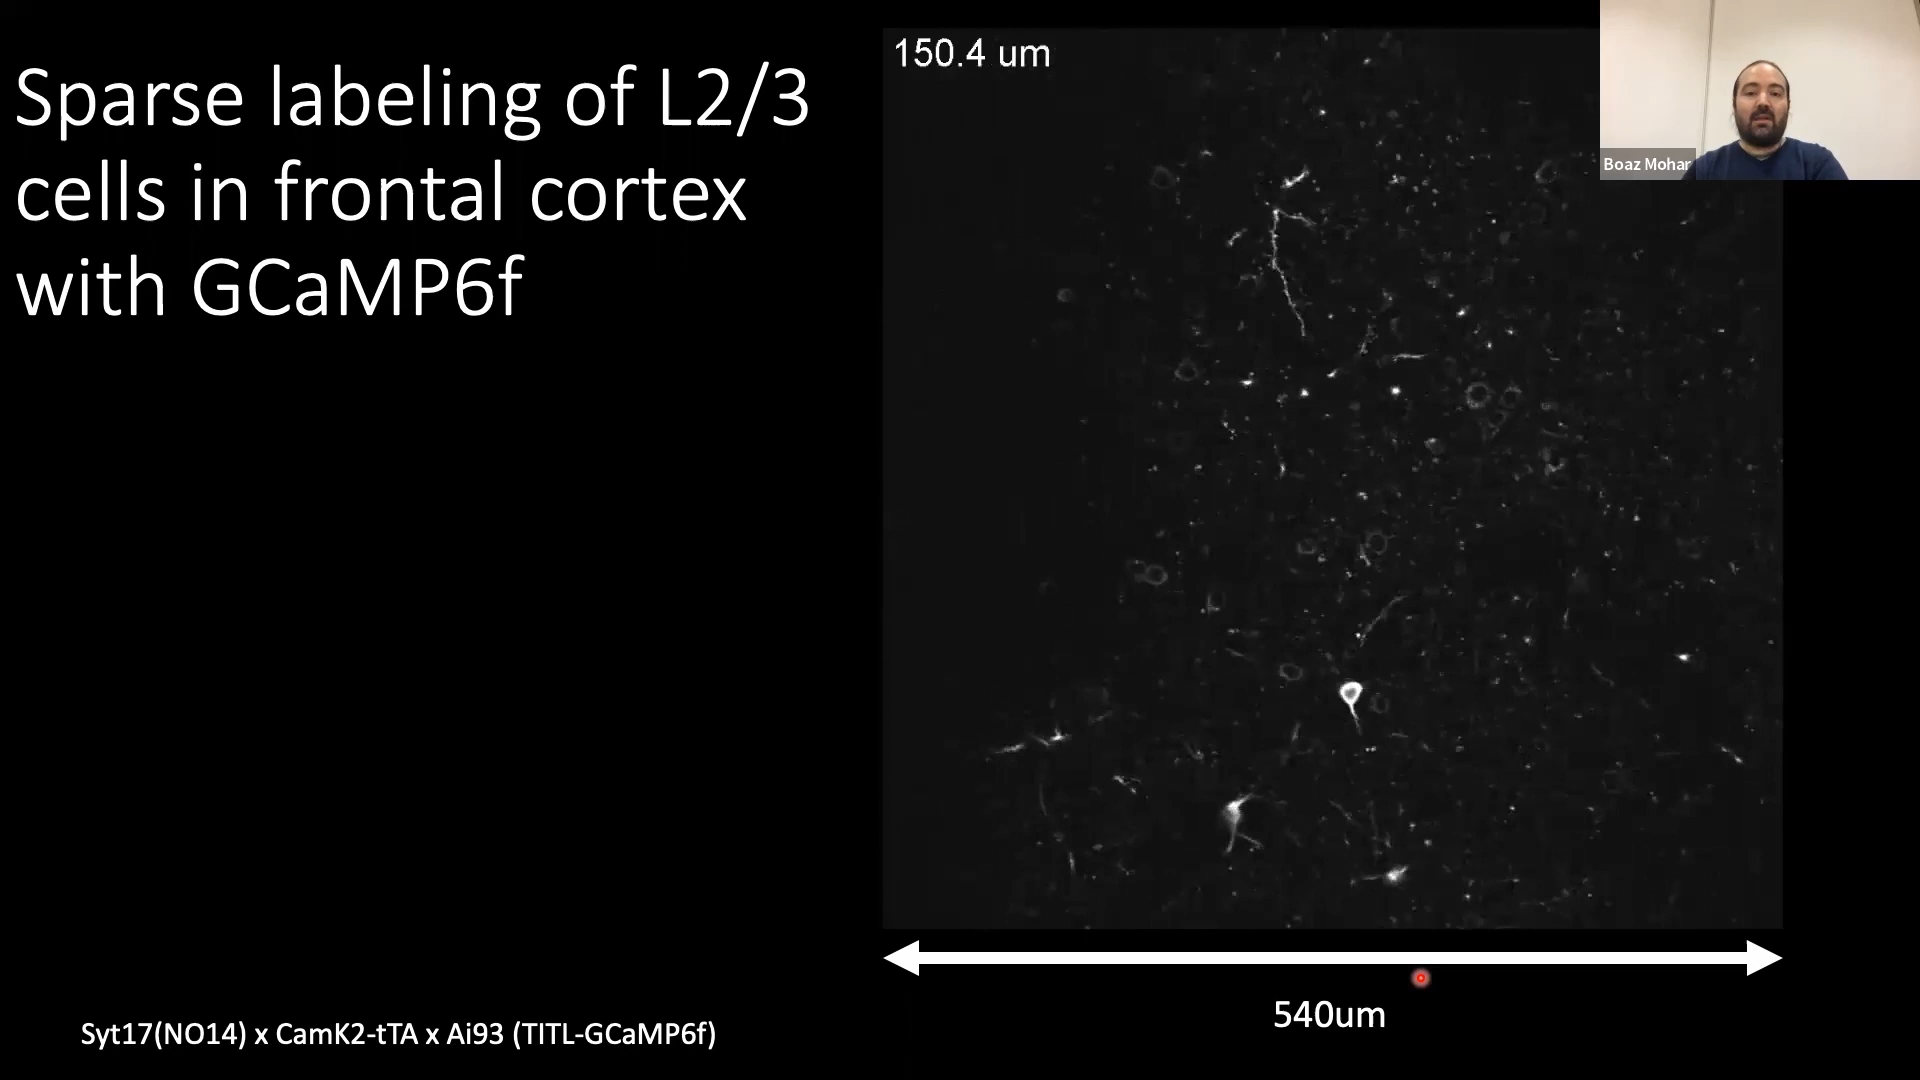 Sparse labeling of L2/3
cells in frontal cortex
with GCaMP6f
150.4 um
Boaz Mohar
540um
Syt17(NO14) x CamK2-tTA x Ai93 (TITL-GCaMP6f)